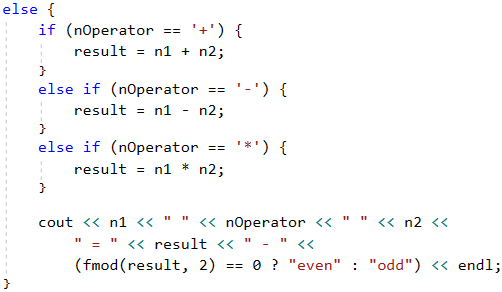 else {
    if (nOperator == '+') {
        result = n1 + n2;
    }
    else if (nOperator == '-') {
        result = n1 - n2;
    }
    else if (nOperator == '*') {
        result = n1 * n2;
    }

    cout << n1 << " " << nOperator << " " << n2 <<
        " = " << result << " - " <<
        (fmod(result, 2) == 0 ? "even" : "odd") << endl;
}